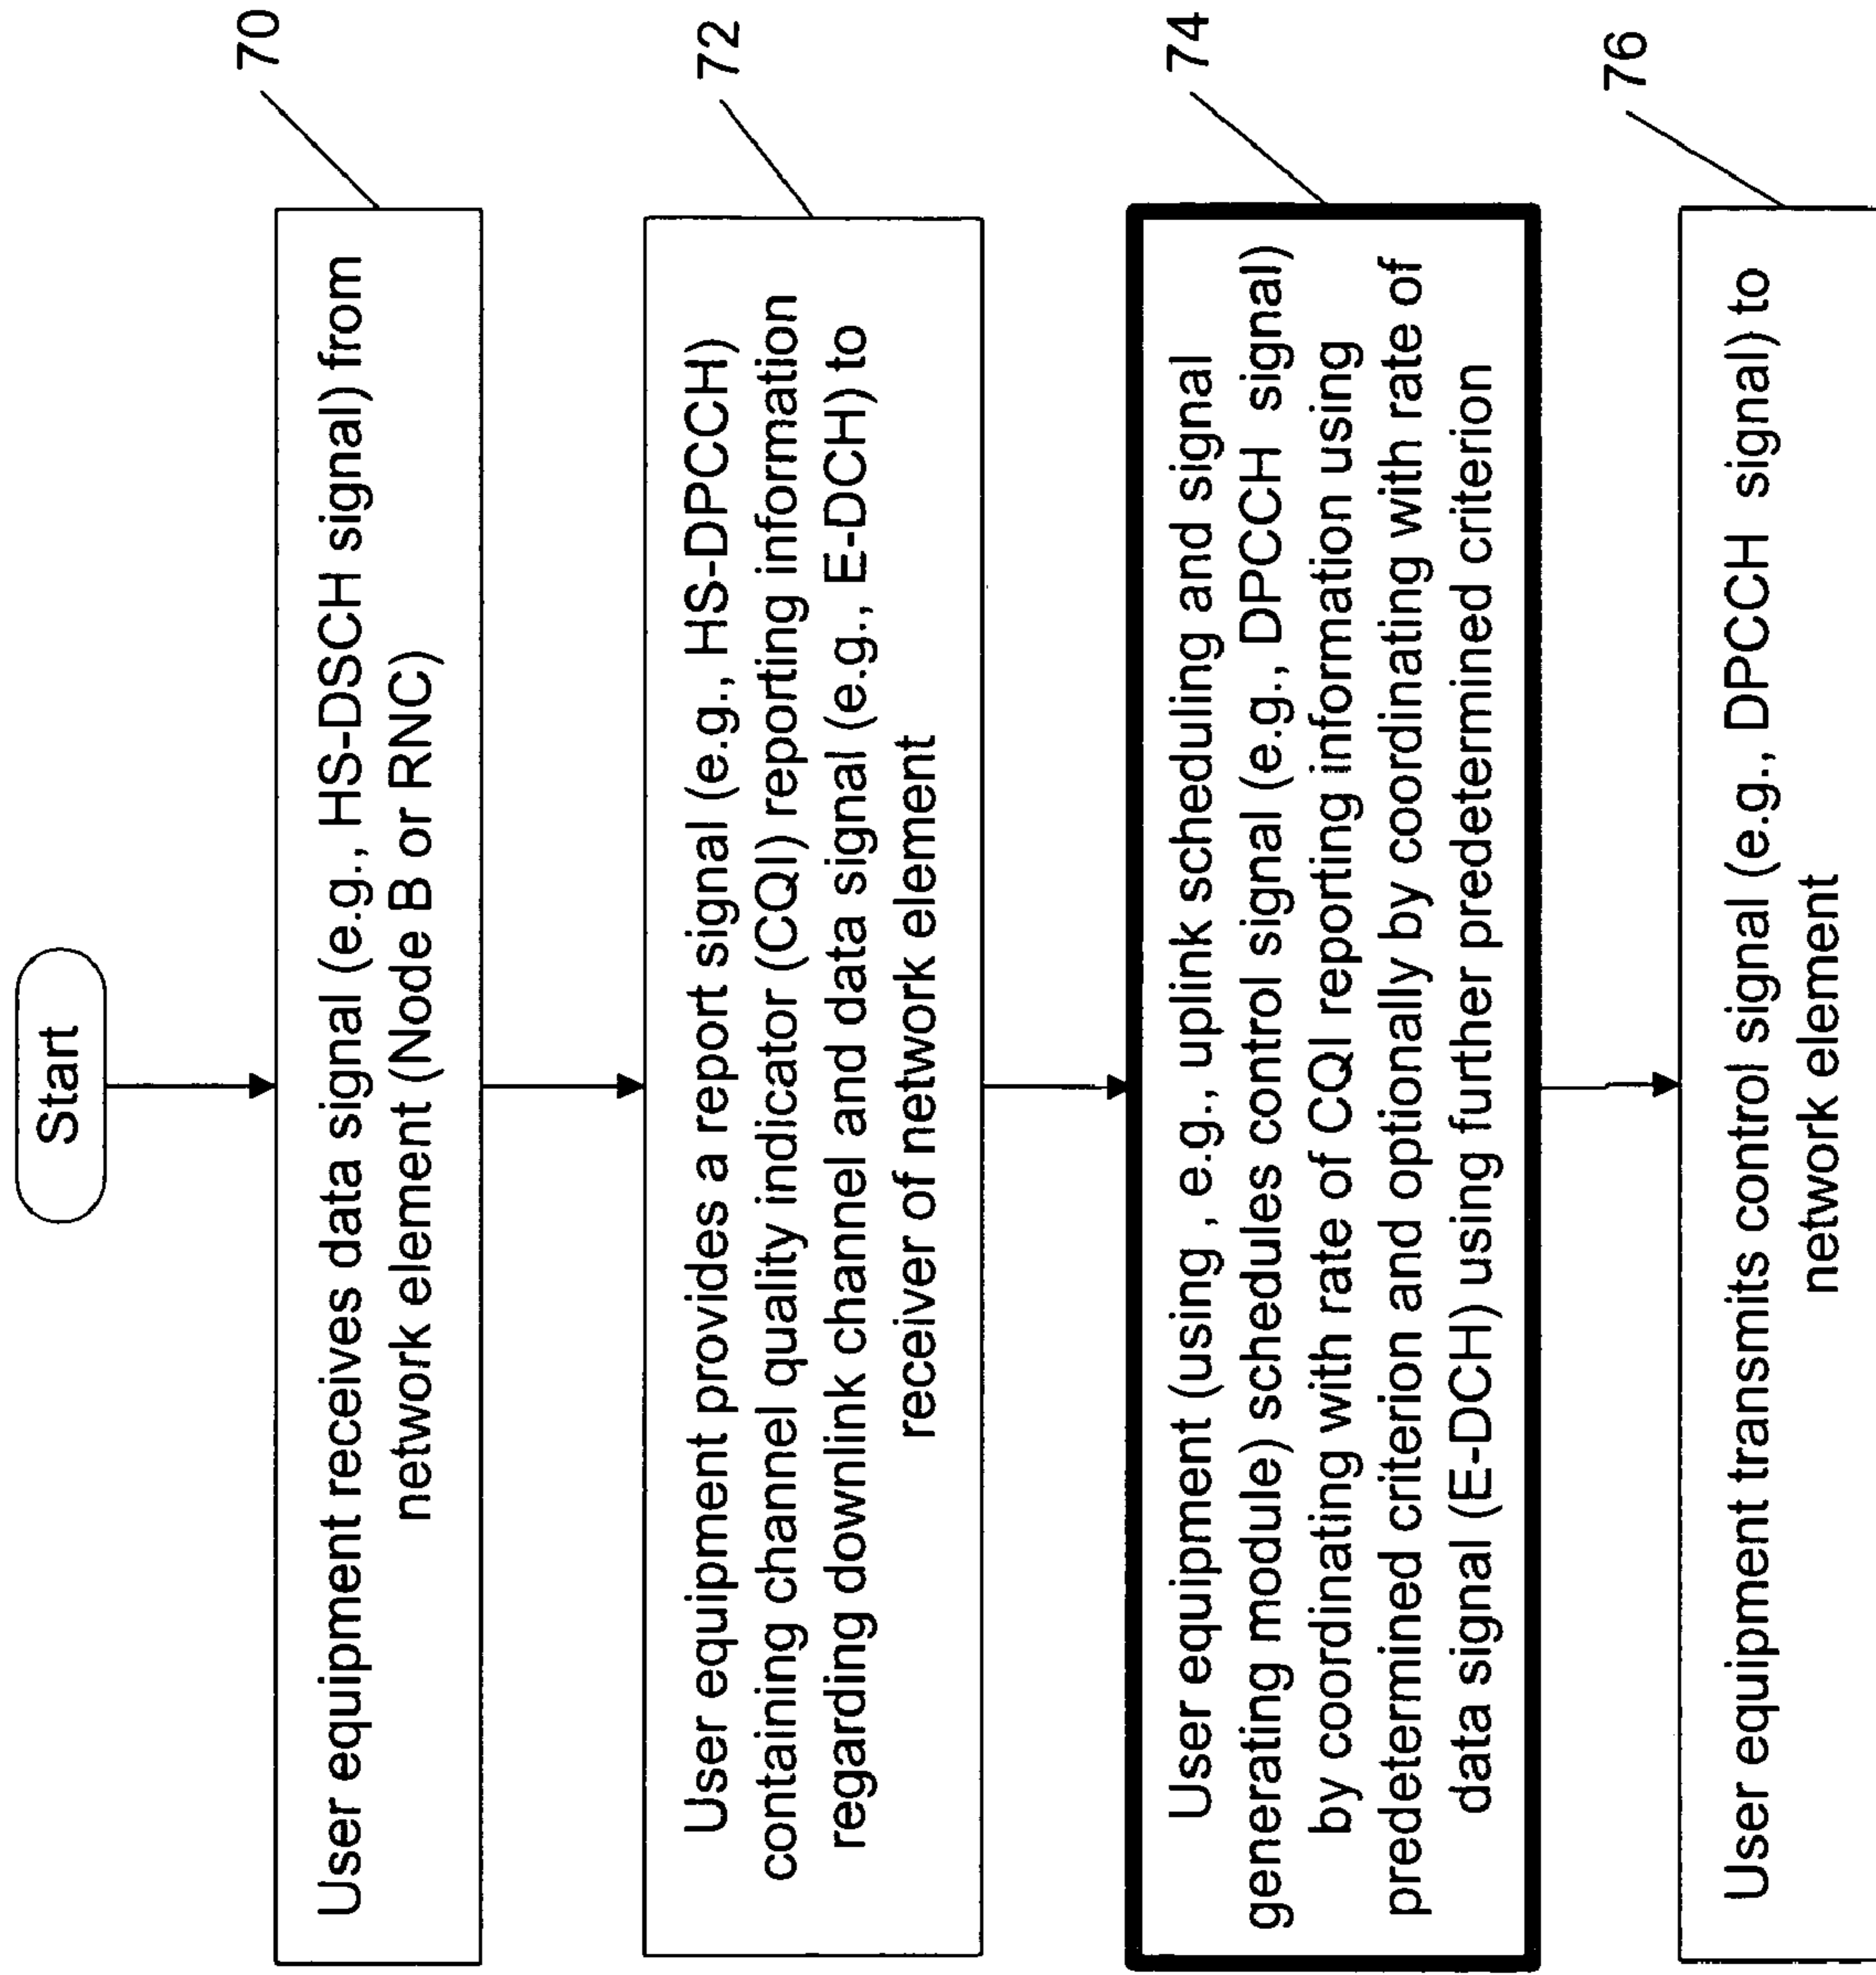 Start
70
User equipment receives data signal (e.g., HS-DSCH signal) from
network element (Node B or RNC)
72
User equipment provides a report signal (e.g., HS-DPCCH)
containing channel quality indicator (CQI) reporting information
regarding downlink channel and data signal (e.g., E-DCH) to
receiver of network element
74
User equipment (using , e.g., uplink scheduling and signal
generating module) schedules control signal (e.g., DPCCH signal)
by coordinating with rate of CQI reporting information using
predetermined criterion and optionally by coordinating with rate of
data signal (E-DCH) using further predetermined criterion
76
User equipment transmits control signal (e.g., DPCCH signal) to
network element